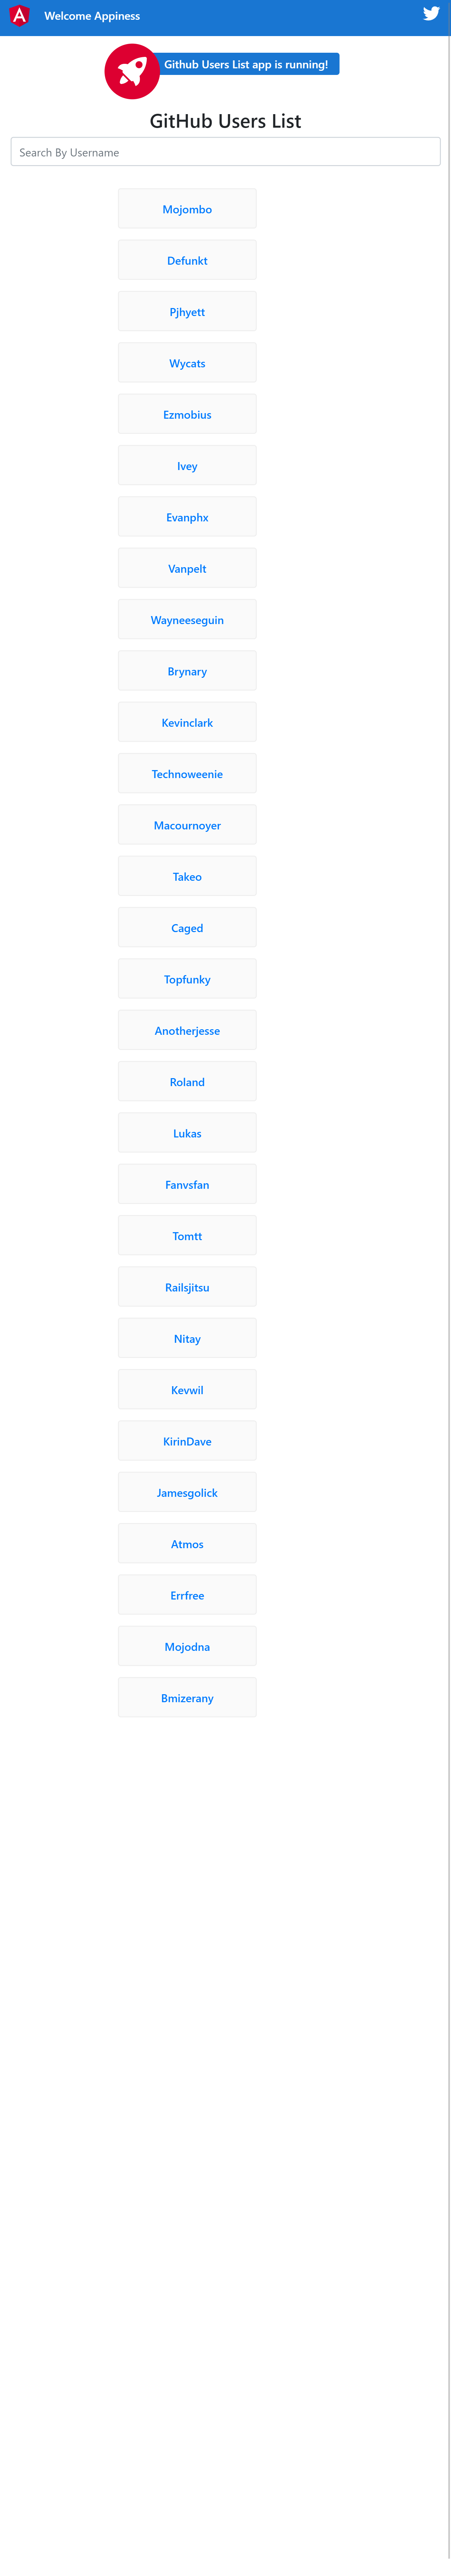 Welcome Appiness
Github Users List app is running!
GitHub Users List
Search By Username
Mojombo
Defunkt
Pjhyett
Wycats
Ezmobius
Ivey
Evanphx
Vanpelt
Wayneeseguin
Brynary
Kevinclark
Technoweenie
Macournoyer
Takeo
Caged
Topfunky
Anotherjesse
Roland
Lukas
Fanvsfan
Tomtt
Railsjitsu
Nitay
Kevwil
KirinDave
Jamesgolick
Atmos
Errfree
Mojodna
Bmizerany